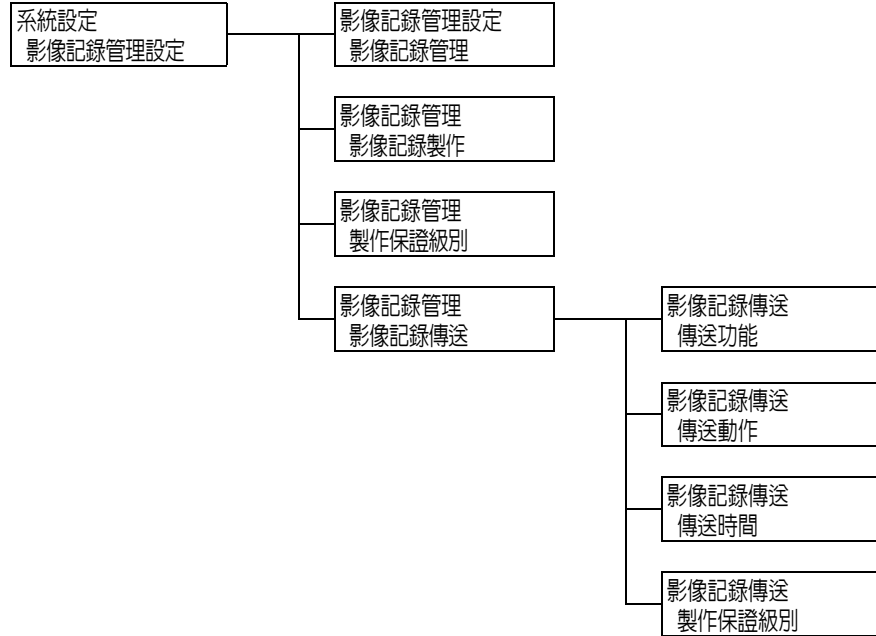 系統設定
影像記錄管理設定
影像記錄管理設定
影像記錄管理
影像記錄管理
影像記錄製作
影像記錄管理
製作保證級別
影像記錄管理
影像記錄傳送
影像記錄傳送
傳送功能
影像記錄傳送
傳送動作
影像記錄傳送
傳送時間
影像記錄傳送
製作保證級別